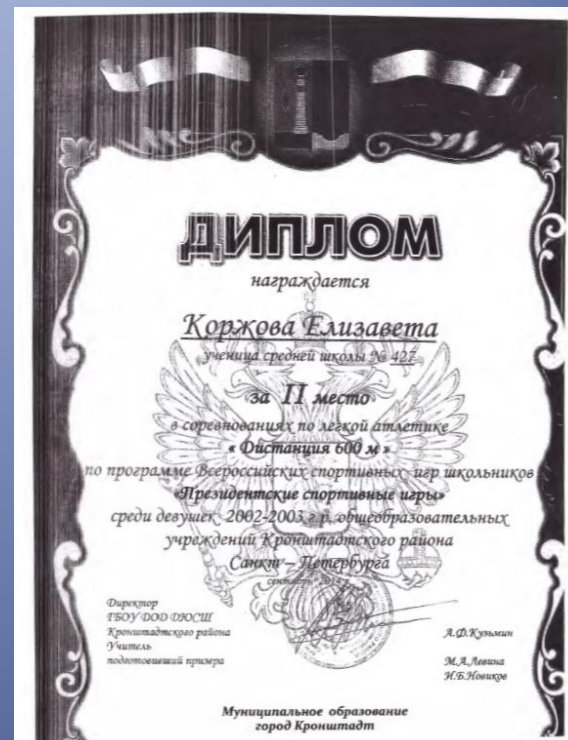 ДИПЛОМ
награждается
Коржова Елизавета
ученица средней школы № 427
за II место
в соревнованиях по легкой атлетике
« Дистанция 600 м »
по программе Всероссийских спортивных игр школьников
«Президентские спортивные игры»
среди девушек 2002-2003 г.р. общеобразовательных
учреждений Кронштадтского района
Санкт – Петербурга
сентябрь
Директор
ГБОУ ДОД ДЮСШ
Кронштадтского района А.Ф.Кузьмин
Учитель
подготовивший призера М.А.Левина
И.Б.Новиков
Муниципальное образование
город Кронштадт